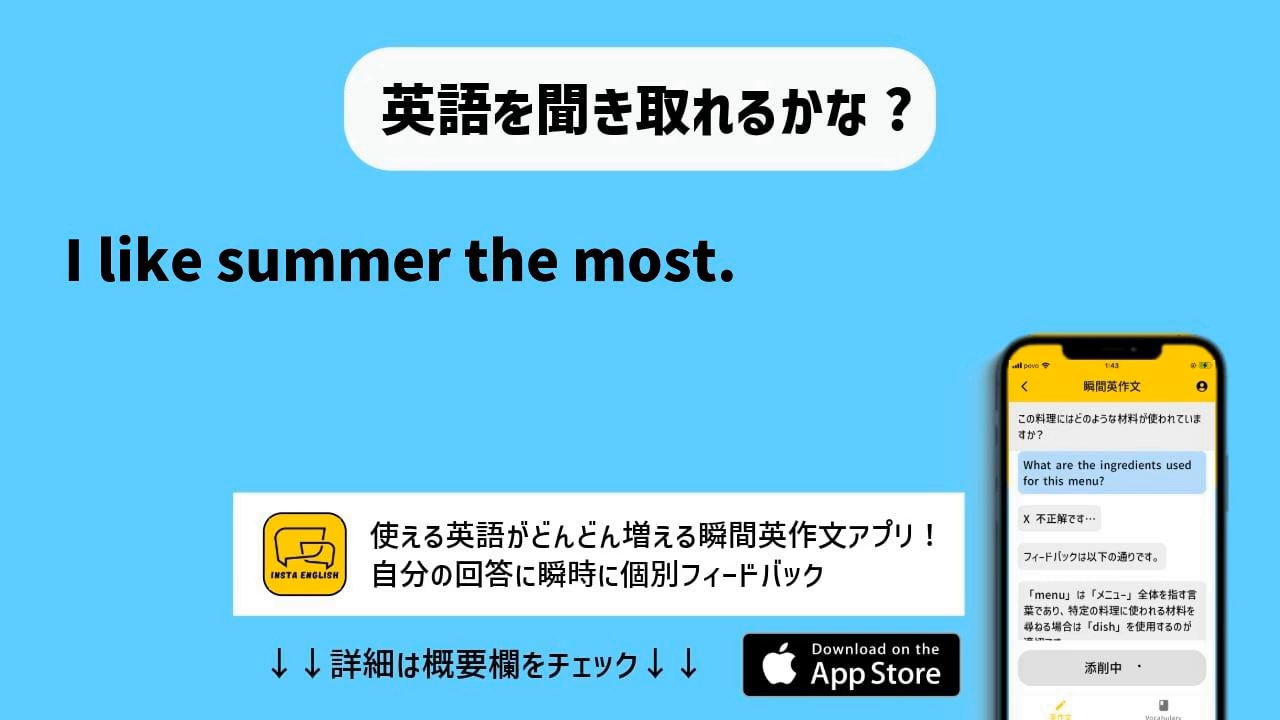 英語を聞き取れるかな？
I like summer the most.
INSTA ENGLISH
使える英語がどんどん増える瞬間英作文アプリ！
自分の回答に瞬時に個別フィードバック
↓↓詳細は概要欄をチェック↓↓
Download on the
App Store
povo
1:43
瞬間英作文
この料理にはどのような材料が使われていま
すか？
What are the ingredients used
for this menu?
X 不正解です…
フィードバックは以下の通りです。
「menu」は「メニュー」全体を指す言
葉であり、特定の料理に使われる材料を
尋ねる場合は「dish」を使用するのが
添削中
英作文
Vocabulary